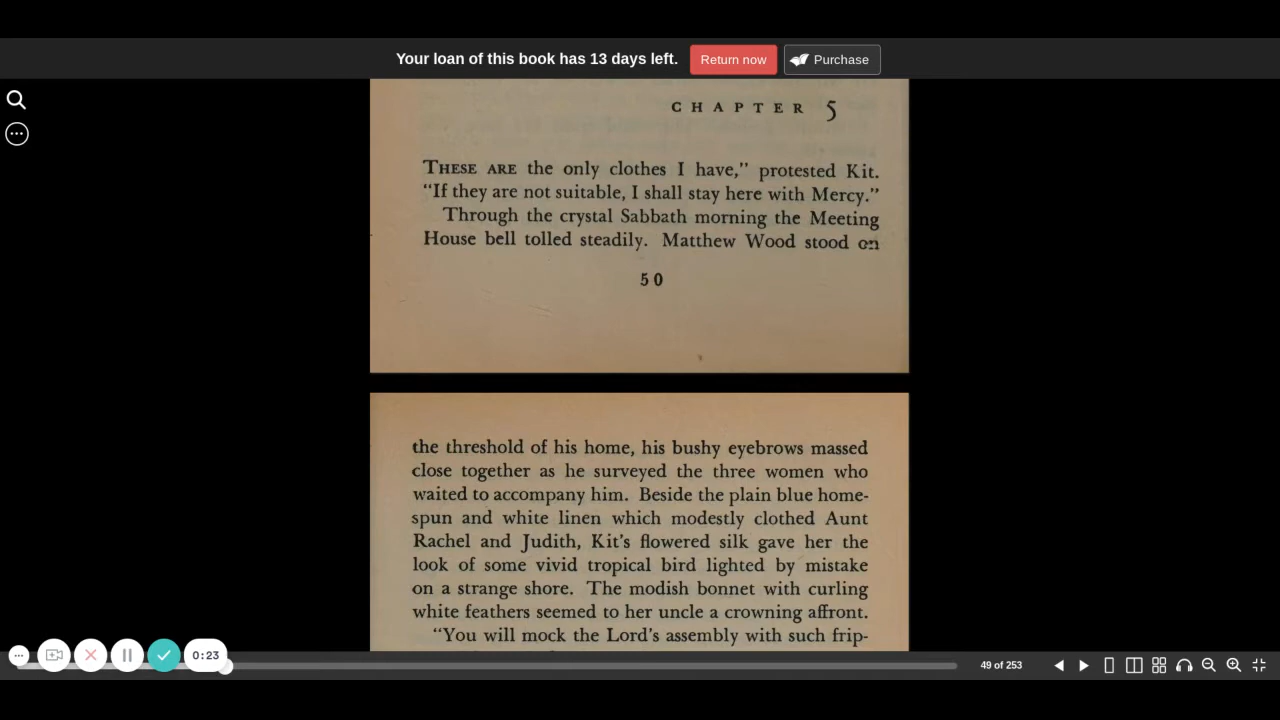 Your loan of this book has 13 days left. Return now Purchase
CHAPTER 5
THESE ARE the only clothes I have,” protested Kit.
“If they are not suitable, I shall stay here with Mercy.”
Through the crystal Sabbath morning the Meeting
House bell tolled steadily. Matthew Wood stood on
50
the threshold of his home, his bushy eyebrows massed
close together as he surveyed the three women who
waited to accompany him. Beside the plain blue home-
spun and white linen which modestly clothed Aunt
Rachel and Judith, Kit’s flowered silk gave her the
look of some vivid tropical bird lighted by mistake
on a strange shore. The modish bonnet with curling
white feathers seemed to her uncle a crowning affront.
“You will mock the Lord’s assembly with such frip-
0:23
49 of 253